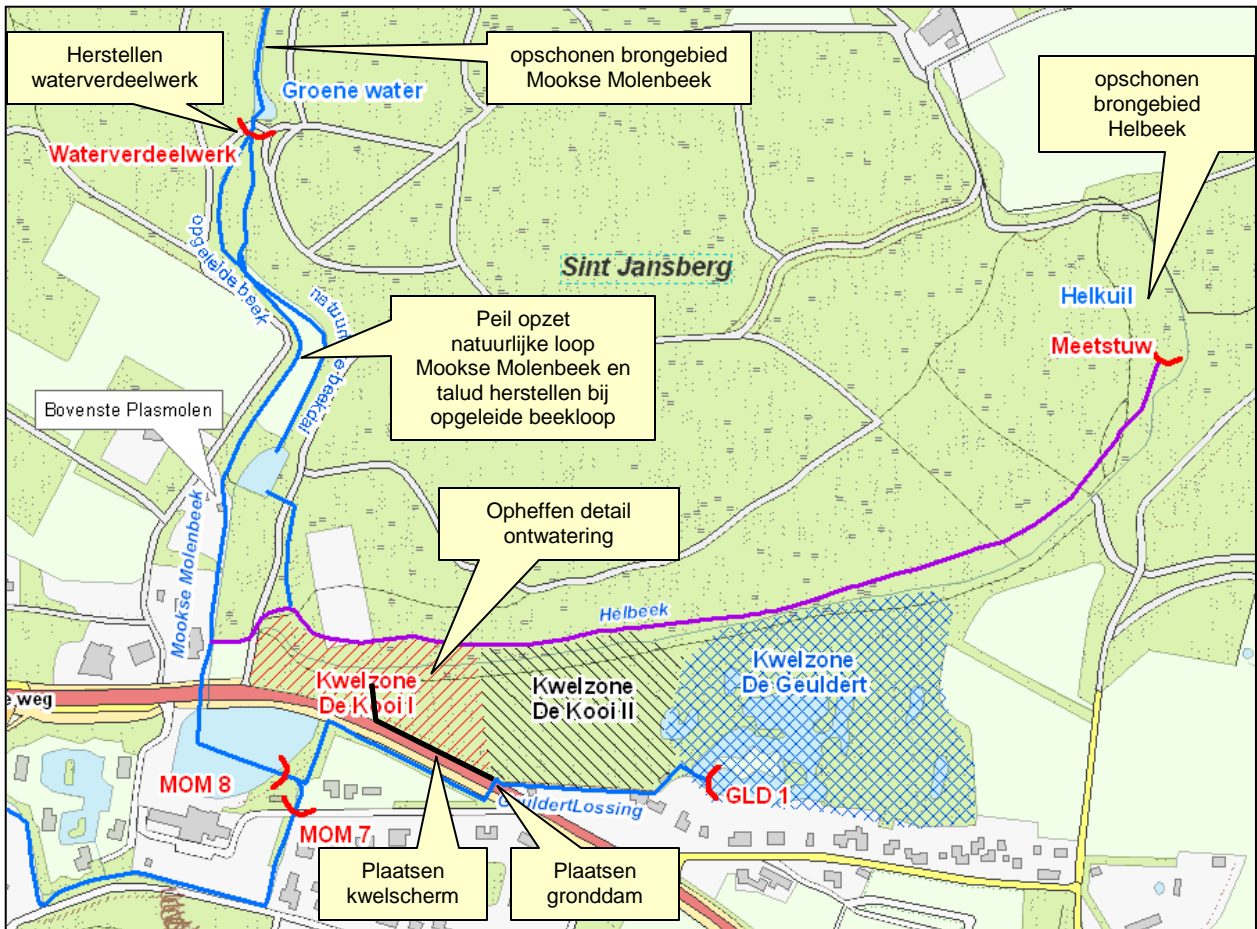 Herstellen
waterverdeelwerk
opschonen brongebied
Mookse Molenbeek
opschonen
brongebied
Helbeek
Groene water
Waterverdeelwerk
opgeleide beek
Sint Jansberg
Helkuil
Meetstuw
Peil opzet
natuurlijke loop
Mookse Molenbeek en
talud herstellen bij
opgeleide beekloop
beekdal
Bovenste Plasmolen
Mookse Molenbeek
Opheffen detail
ontwatering
Helbeek
Kwelzone
De Kooi I
Kwelzone
De Kooi II
Kwelzone
De Geuldert
e weg
MOM 8
MOM 7
GLD 1
GeuldertLossing
Plaatsen
kwelscherm
Plaatsen
gronddam